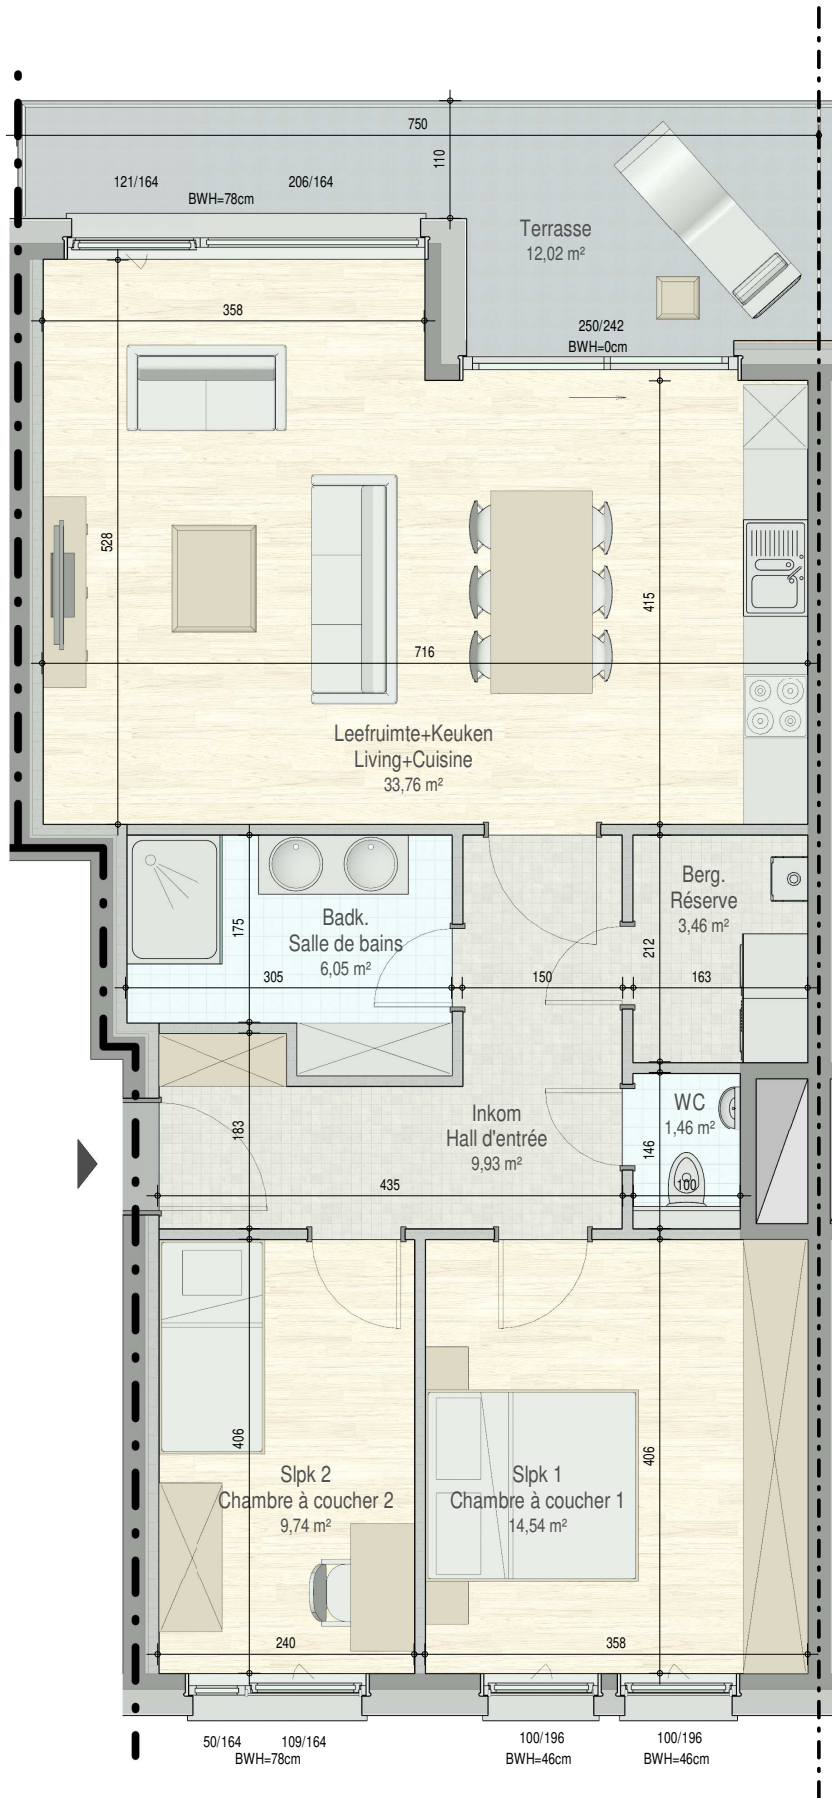 750
110
121/164
206/164
BWH=78cm
Terrasse
12,02 m²
358
250/242
BWH=0cm
528
415
716
Leefruimte+Keuken
Living+Cuisine
33,76 m²
175
Badk.
Salle de bains
6,05 m²
305
150
212
Berg.
Réserve
3,46 m²
163
183
Inkom
Hall d'entrée
9,93 m²
435
146
WC
1,46 m²
100
406
Slpk 2
Chambre à coucher 2
9,74 m²
240
Slpk 1
Chambre à coucher 1
14,54 m²
406
358
50/164
109/164
BWH=78cm
100/196
BWH=46cm
100/196
BWH=46cm